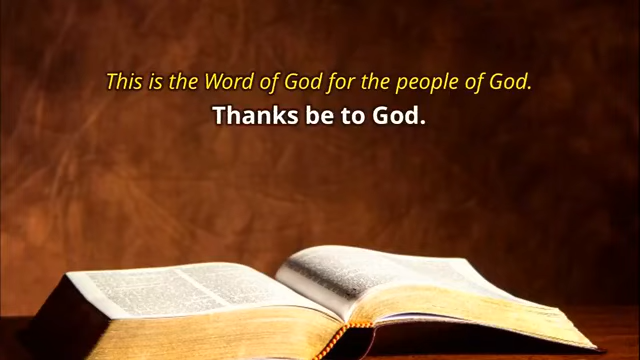 This is the Word of God for the people of God.
Thanks be to God.